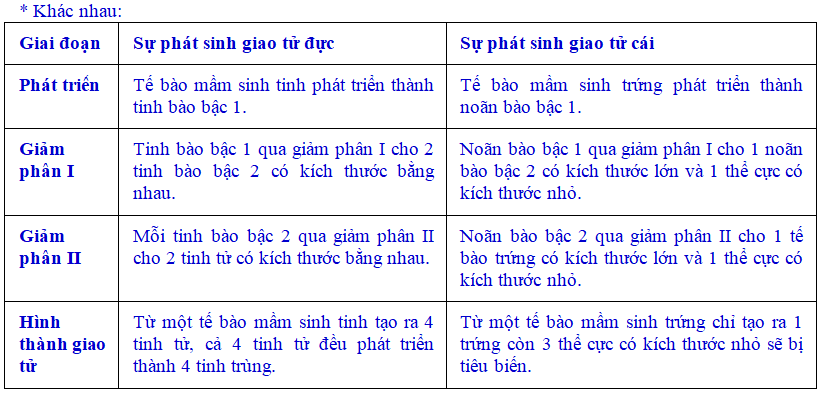 * Khác nhau:
Giai đoạn
Sự phát sinh giao tử đực
Sự phát sinh giao tử cái
Phát triển
Tế bào mầm sinh tinh phát triển thành
tinh bào bậc 1.
Tế bào mầm sinh trứng phát triển thành
noãn bào bậc 1.
Giảm
phân I
Tinh bào bậc 1 qua giảm phân I cho 2
tinh bào bậc 2 có kích thước bằng
nhau.
Noãn bào bậc 1 qua giảm phân I cho 1 noãn
bào bậc 2 có kích thước lớn và 1 thể cực có
kích thước nhỏ.
Giảm
phân II
Mỗi tinh bào bậc 2 qua giảm phân II
cho 2 tinh tử có kích thước bằng nhau.
Noãn bào bậc 2 qua giảm phân II cho 1 tế
bào trứng có kích thước lớn và 1 thể cực có
kích thước nhỏ.
Hình
thành giao
tử
Từ một tế bào mầm sinh tinh tạo ra 4
tinh tử, cả 4 tinh tử đều phát triển
thành 4 tinh trùng.
Từ một tế bào mầm sinh trứng chỉ tạo ra 1
trứng còn 3 thể cực có kích thước nhỏ sẽ bị
tiêu biến.